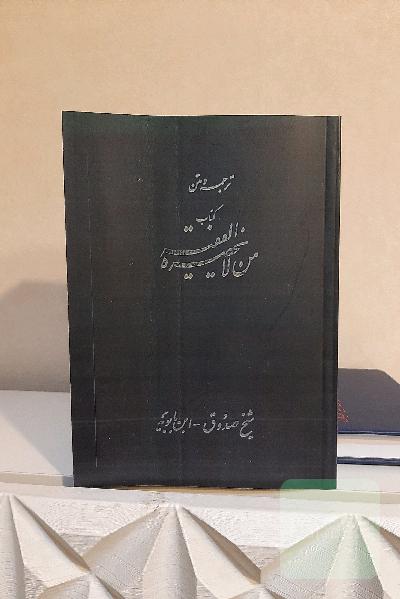 ترجمه و متن
کتاب
من لا یحضره الفقیه
شیخ صدوق - ابن بابویه